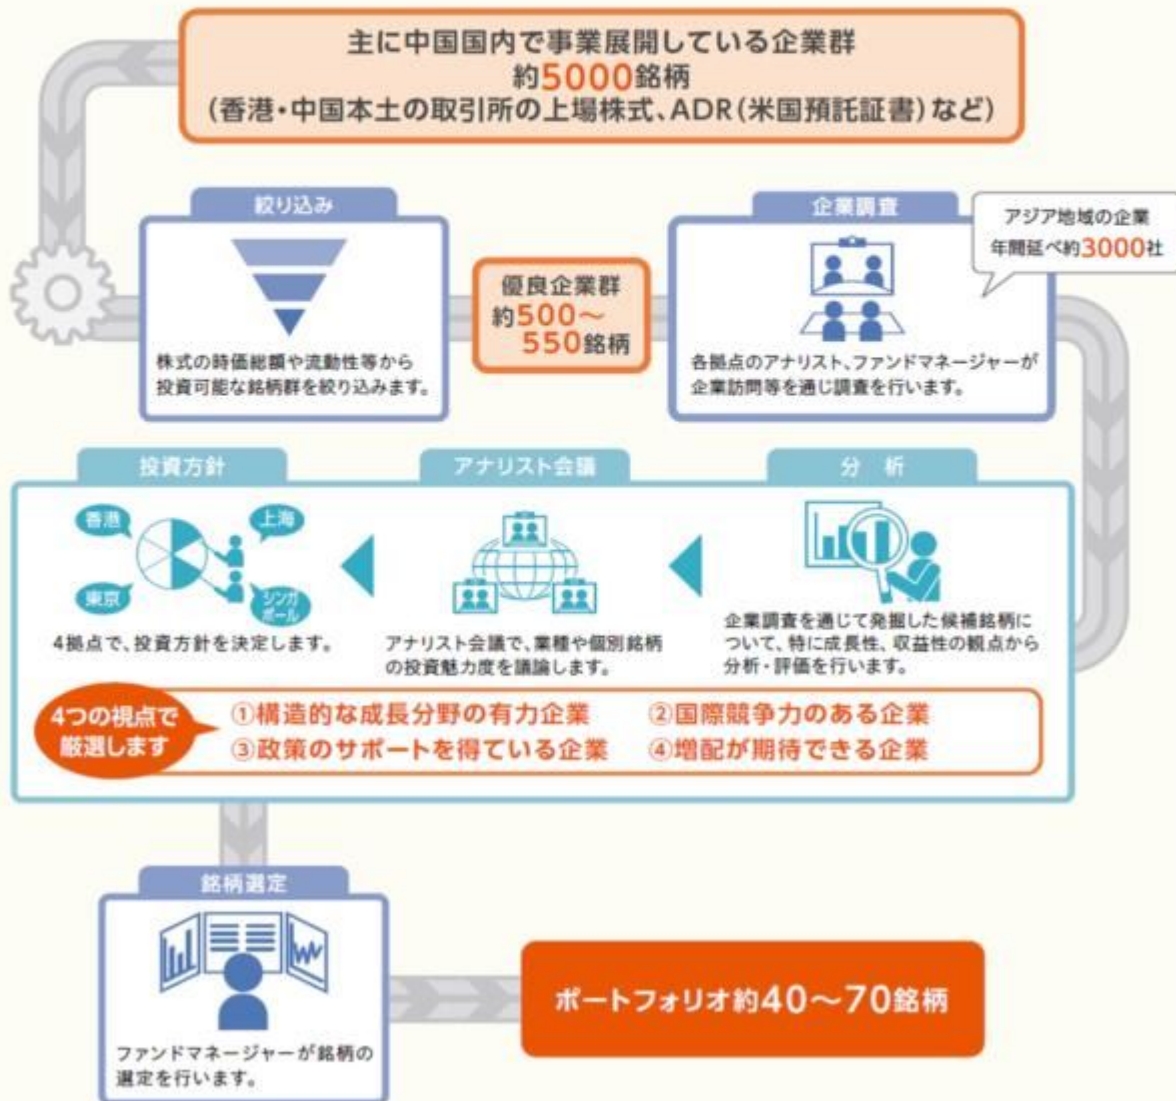 主に中国国内で事業展開している企業群
約5000銘柄
(香港・中国本土の取引所の上場株式、ADR(米国預託証書)など)
絞り込み
株式の時価総額や流動性等から
投資可能な銘柄群を絞り込みます。
優良企業群
約500〜
550銘柄
企業調査
アジア地域の企業
年間延べ約3000社
各拠点のアナリスト、ファンドマネージャーが
企業訪問等を通じ調査を行います。
投資方針
香港
上海
東京
シンガ
ポール
4拠点で、投資方針を決定します。
アナリスト会議
アナリスト会議で、業種や個別銘柄
の投資魅力度を議論します。
分 析
企業調査を通じて発掘した候補銘柄に
ついて、特に成長性、収益性の観点から
分析・評価を行います。
4つの視点で
厳選します
①構造的な成長分野の有力企業 ②国際競争力のある企業
③政策のサポートを得ている企業 ④増配が期待できる企業
銘柄選定
ファンドマネージャーが銘柄の
選定を行います。
ポートフォリオ約40〜70銘柄